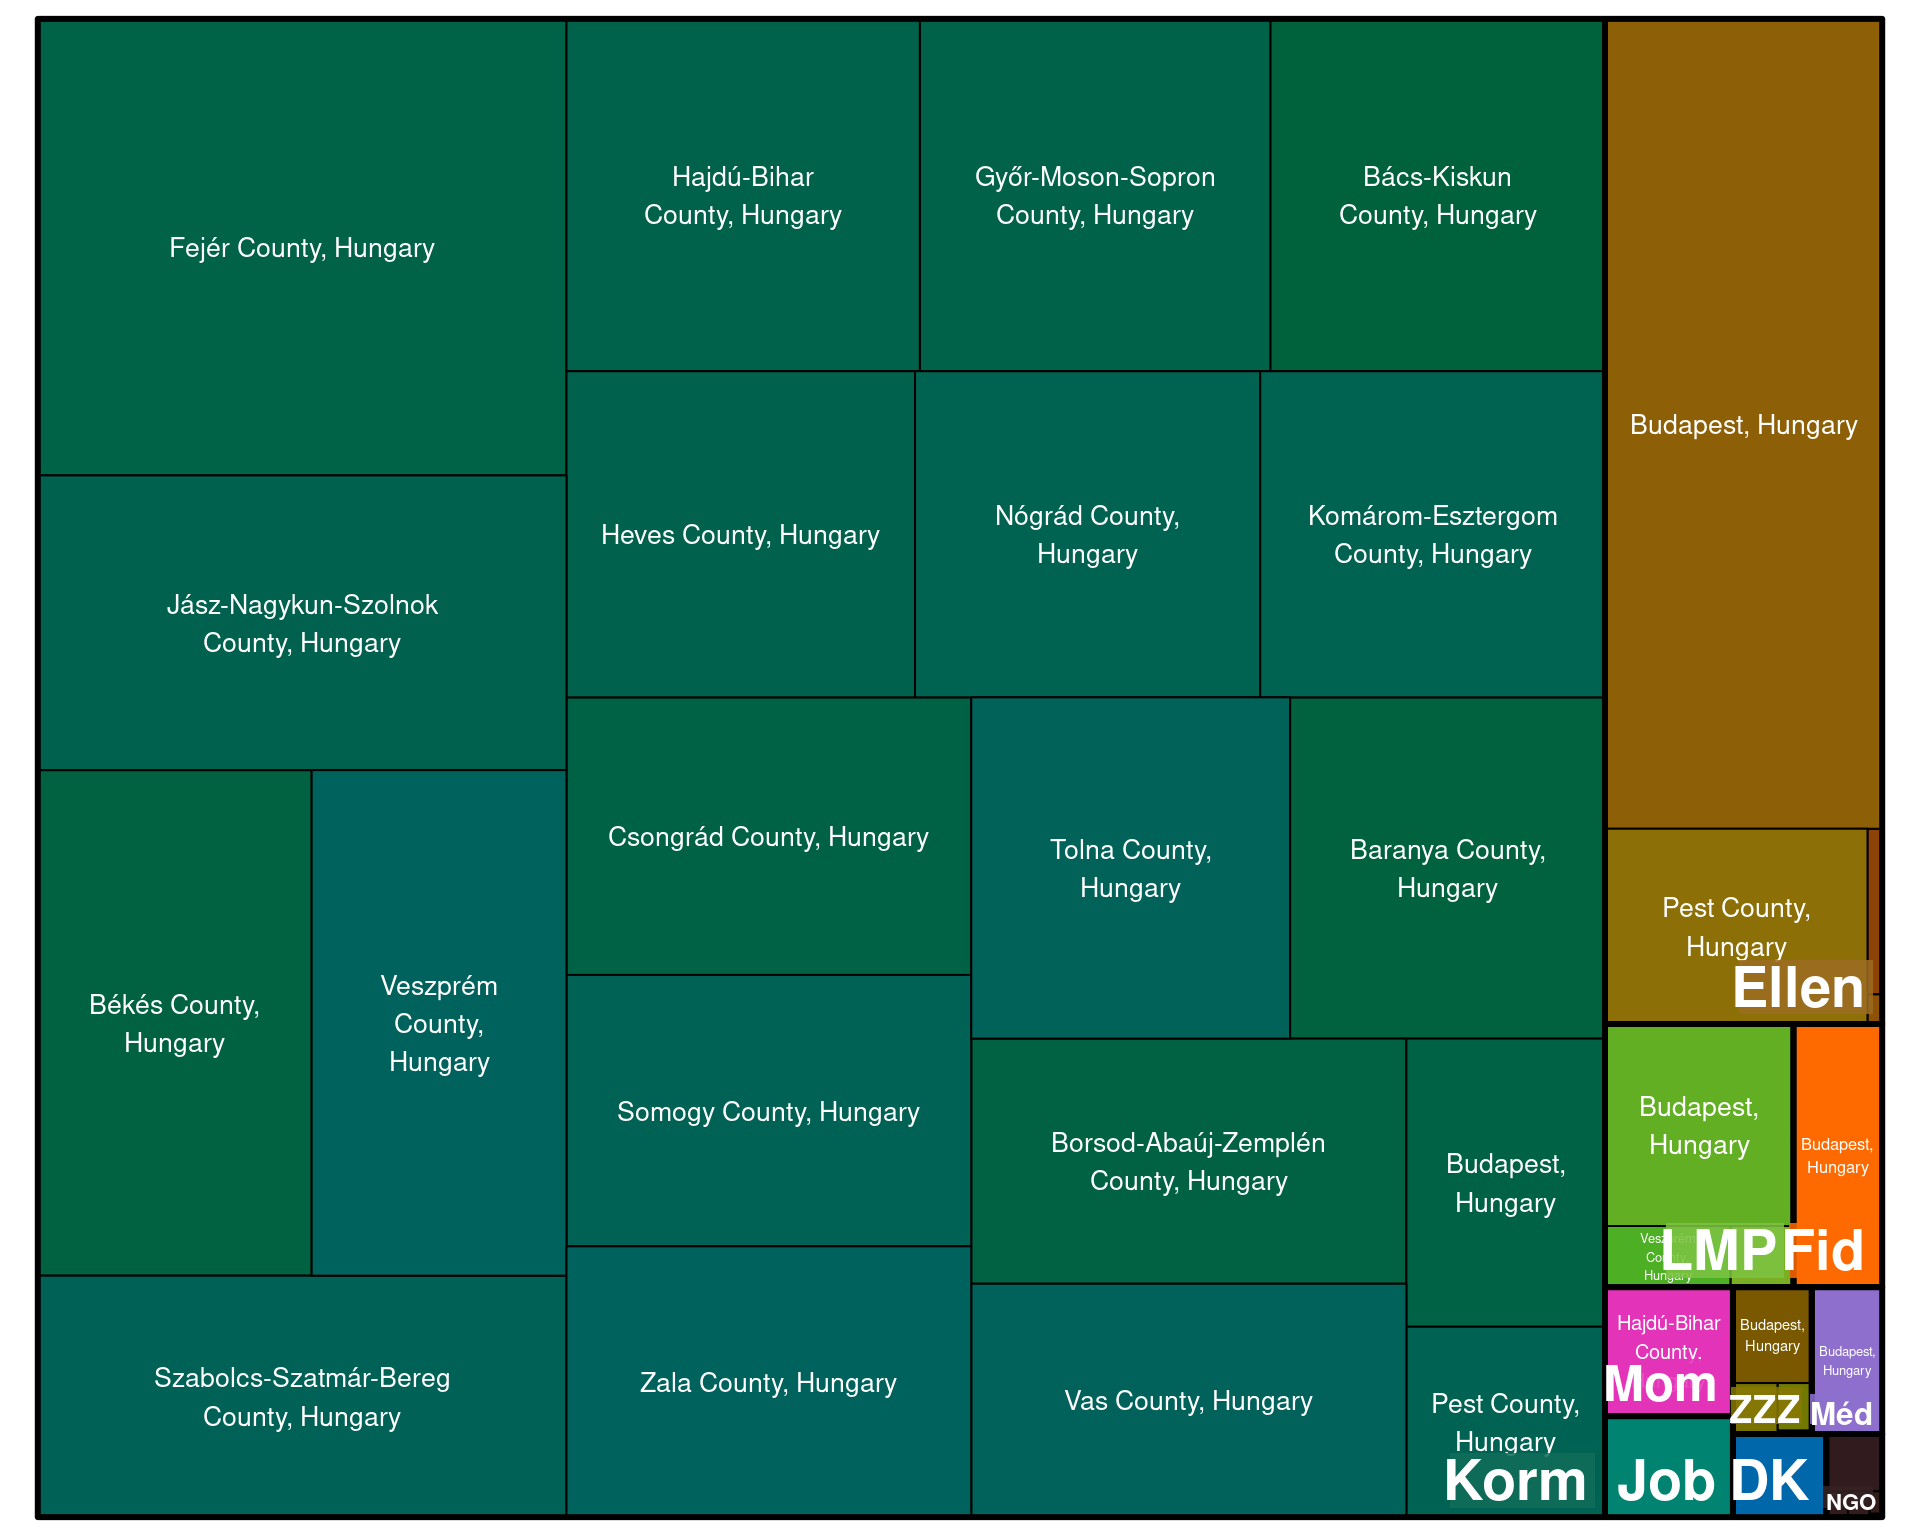 Fejér County, Hungary
Hajdú-Bihar
County, Hungary
Győr-Moson-Sopron
County, Hungary
Bács-Kiskun
County, Hungary
Budapest, Hungary
Jász-Nagykun-Szolnok
County, Hungary
Heves County, Hungary
Nógrád County,
Hungary
Komárom-Esztergom
County, Hungary
Békés County,
Hungary
Veszprém
County,
Hungary
Csongrád County, Hungary
Tolna County,
Hungary
Baranya County,
Hungary
Pest County,
Hungary
Ellen
Somogy County, Hungary
Borsod-Abaúj-Zemplén
County, Hungary
Budapest,
Hungary
Budapest,
Hungary
Budapest,
Hungary
Veszprém
County,
Hungary
LMP
Fid
Szabolcs-Szatmár-Bereg
County, Hungary
Zala County, Hungary
Vas County, Hungary
Pest County,
Hungary
Korm
Hajdú-Bihar
County,
Mom
Budapest,
Hungary
ZZZ
Budapest,
Hungary
Méd
Job
DK
NGO